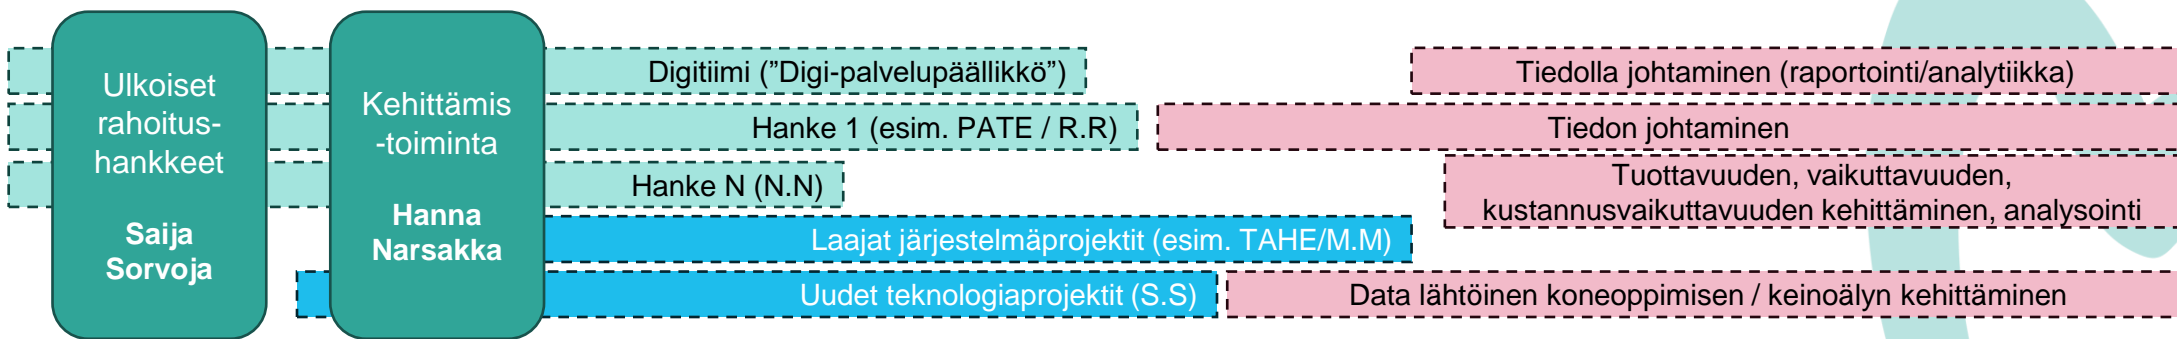 Ulkoiset
rahoitus-
hankkeet
Saija
Sorvoja
Kehittämis
-toiminta
Hanna
Narsakka
Digitiimi (”Digi-palvelupäällikkö”)
Hanke 1 (esim. PATE / R.R)
Hanke N (N.N)
Laajat järjestelmäprojektit (esim. TAHE/M.M)
Uudet teknologiaprojektit (S.S)
Tiedolla johtaminen (raportointi/analytiikka)
Tiedon johtaminen
Tuottavuuden, vaikuttavuuden,
kustannusvaikuttavuuden kehittäminen, analysointi
Data lähtöinen koneoppimisen / keinoälyn kehittäminen